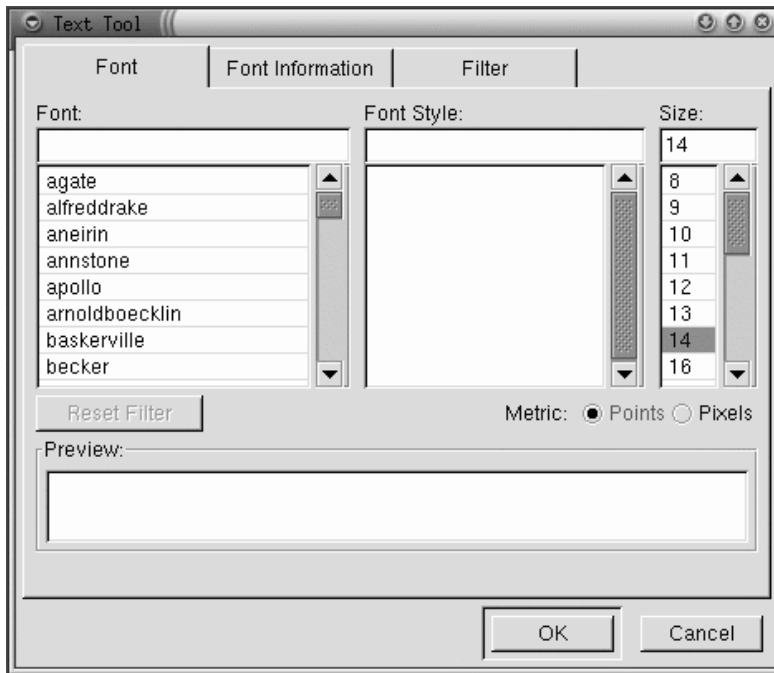 Text Tool
Font
Font Information
Filter
Font:
Font Style:
Size:
14
agate
alfreddrake
aneirin
annstone
apollo
arnoldboecklin
baskerville
becker
8
9
10
11
12
13
14
16
Reset Filter
Metric:
Points
Pixels
Preview:
OK
Cancel